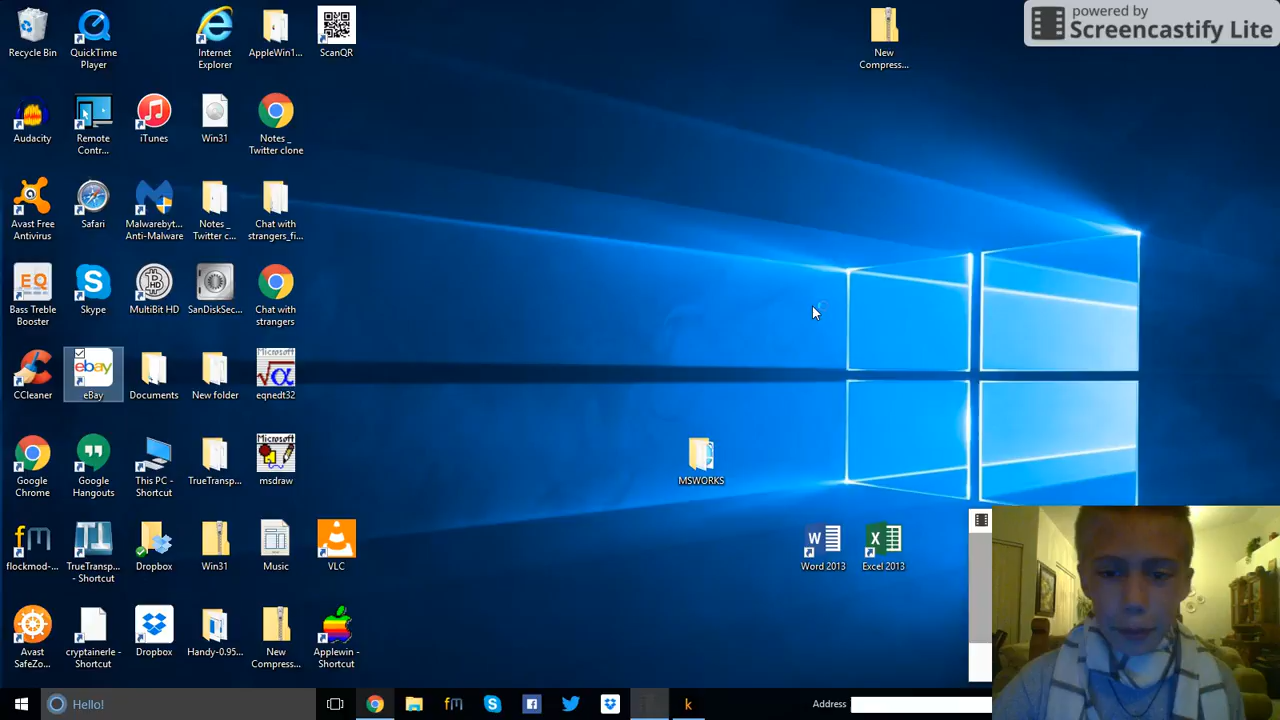 powered by
Screencastify Lite
Recycle Bin
QuickTime
Player
Internet
Explorer
AppleWin1...
ScanQR
New
Compress...
Audacity
Remote
Contr...
iTunes
Win31
Notes _
Twitter clone
Avast Free
Antivirus
Safari
Malwarebyt...
Anti-Malware
Notes _
Twitter c...
Chat with
strangers_fi...
EQ
Bass Treble
Booster
Skype
MultiBit HD
SanDiskSec...
Chat with
strangers
CCleaner
ebay
eBay
Documents
New folder
Microsoft
eqnedt32
Google
Chrome
Google
Hangouts
This PC -
Shortcut
TrueTransp...
Microsoft
msdraw
MSWORKS
fm
flockmod-...
TrueTransp...
- Shortcut
Dropbox
Win31
Music
VLC
Word 2013
Excel 2013
Avast
SafeZo...
cryptainerle -
Shortcut
Dropbox
Handy-0.95...
New
Compress...
Applewin -
Shortcut
Hello!
fm
k
Address